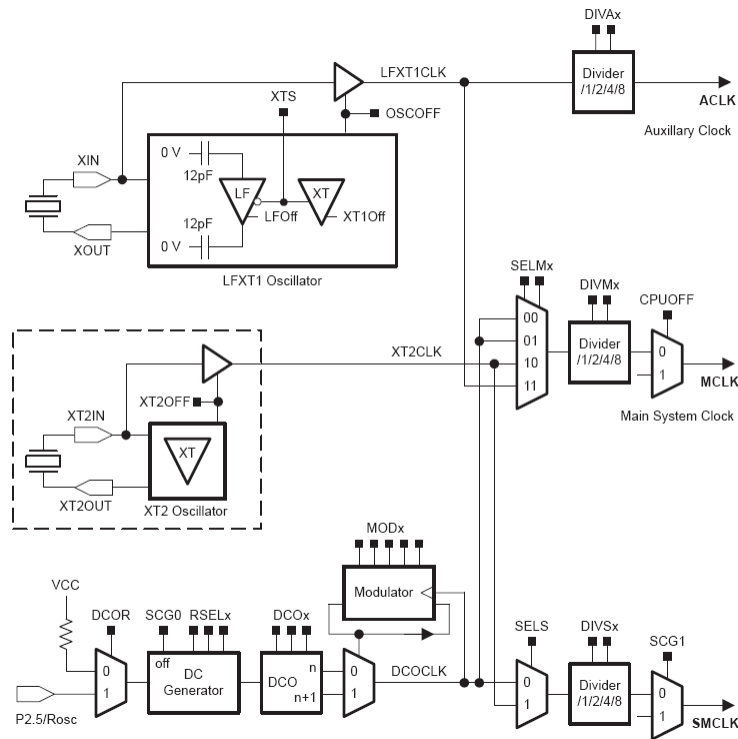 DIVAx
Divider
/1/2/4/8
LFXT1CLK
ACLK
Auxillary Clock
XTS
OSCOFF
XIN
0 V
12pF
LF
XT
LFOff
XT1Off
12pF
0 V
XOUT
LFXT1 Oscillator
SELMx
DIVMx
CPUOFF
00
01
10
11
Divider
/1/2/4/8
0
1
MCLK
Main System Clock
XT2CLK
XT2OFF
XT2IN
XT
XT2OUT
XT2 Oscillator
MODx
Modulator
VCC
DCOR
SCG0
RSELx
DCOx
0
1
off
DC
Generator
DCO
n
n+1
0
1
DCOCLK
P2.5/Rosc
SELS
DIVSx
SCG1
0
1
Divider
/1/2/4/8
0
1
SMCLK